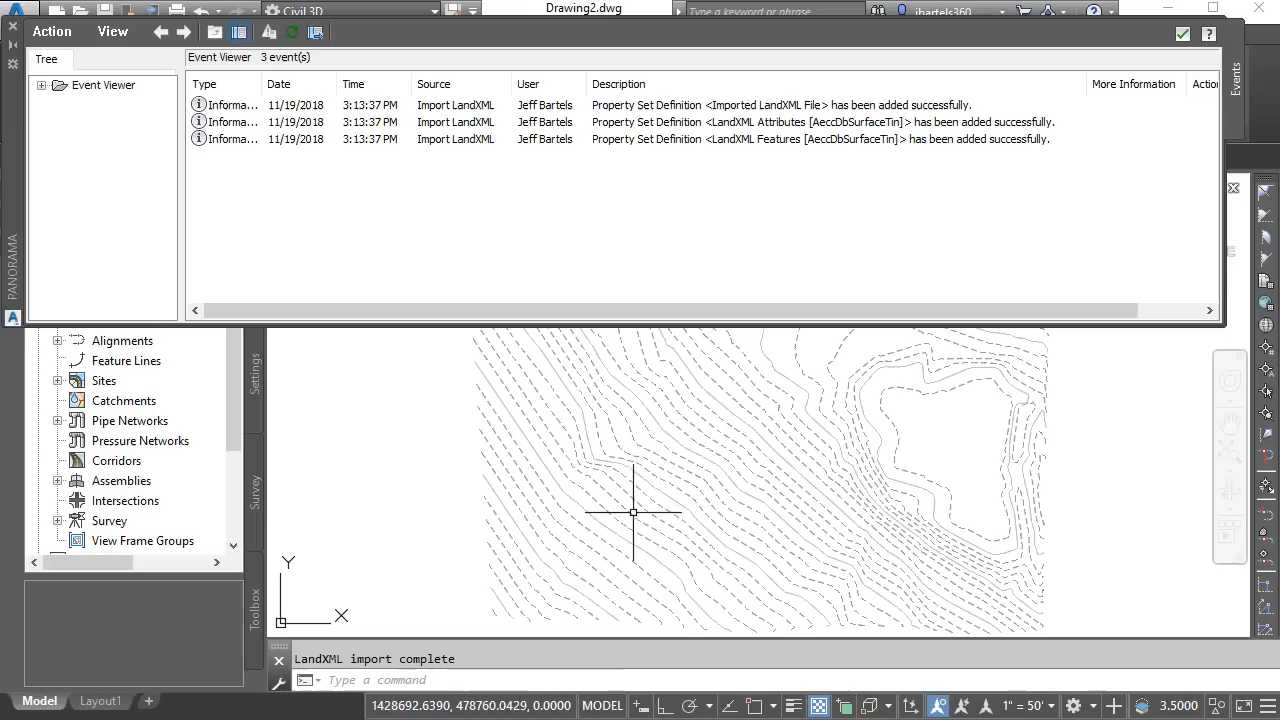 Civil 3D
Drawing2.dwg
Type a keyword or phrase
jbartels360
Action View
Tree
Event Viewer 3 event(s)
Event Viewer
Type Date Time Source User Description More Information Action
Informa... 11/19/2018 3:13:37 PM Import LandXML Jeff Bartels Property Set Definition <Imported LandXML File> has been added successfully.
Informa... 11/19/2018 3:13:37 PM Import LandXML Jeff Bartels Property Set Definition <LandXML Attributes [AeccDbSurfaceTin]> has been added successfully.
Informa... 11/19/2018 3:13:37 PM Import LandXML Jeff Bartels Property Set Definition <LandXML Features [AeccDbSurfaceTin]> has been added successfully.
Events
PANORAMA
Alignments
Feature Lines
Sites
Catchments
Pipe Networks
Pressure Networks
Corridors
Assemblies
Intersections
Survey
View Frame Groups
Settings
Survey
Toolbox
Y
X
LandXML import complete
Type a command
Model Layout1 +
1428692.6390, 478760.0429, 0.0000 MODEL 1" = 50' 3.5000